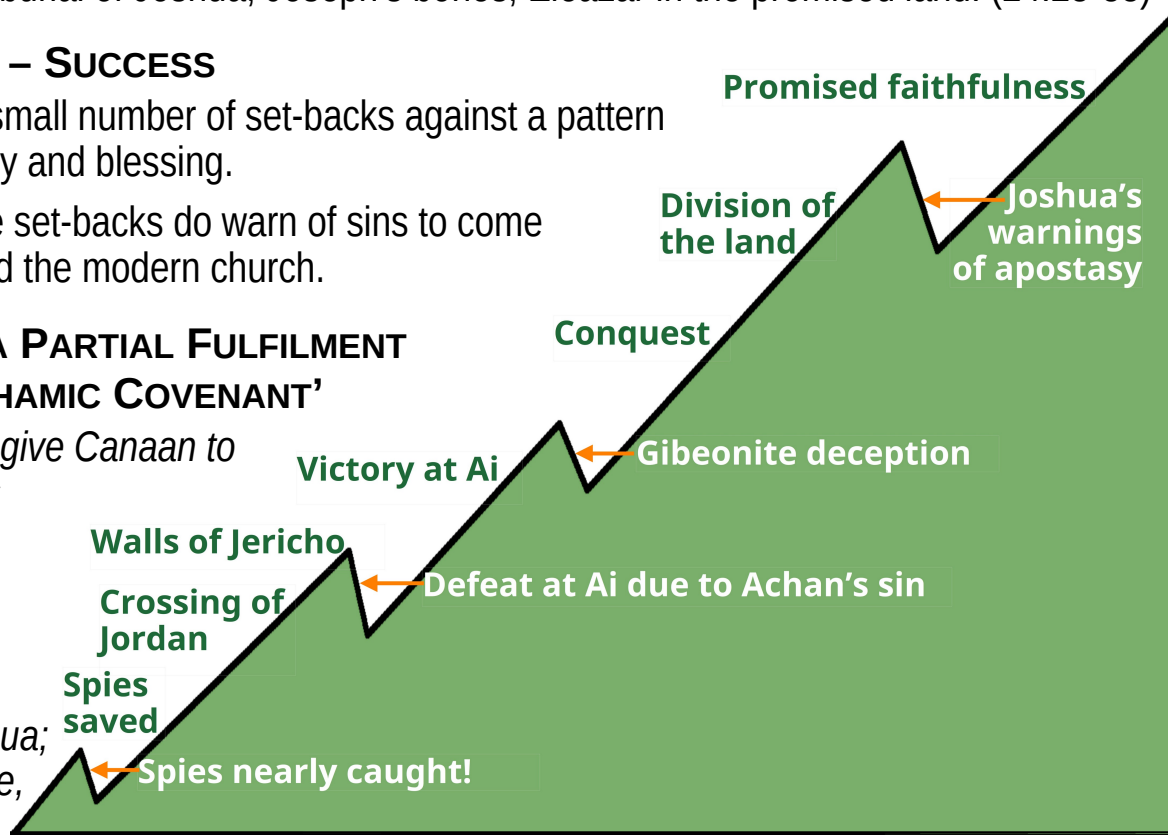 – SUCCESS
small number of set-backs against a pattern
and blessing.
set-backs do warn of sins to come
the modern church.
PARTIAL FULFILMENT
COVENANT’
give Canaan to
Promised faithfulness
Division of
the land
Joshua’s
warnings
of apostasy
Conquest
Gibeonite deception
Victory at Ai
Walls of Jericho
Defeat at Ai due to Achan’s sin
Crossing of
Jordan
Spies
saved
Spies nearly caught!